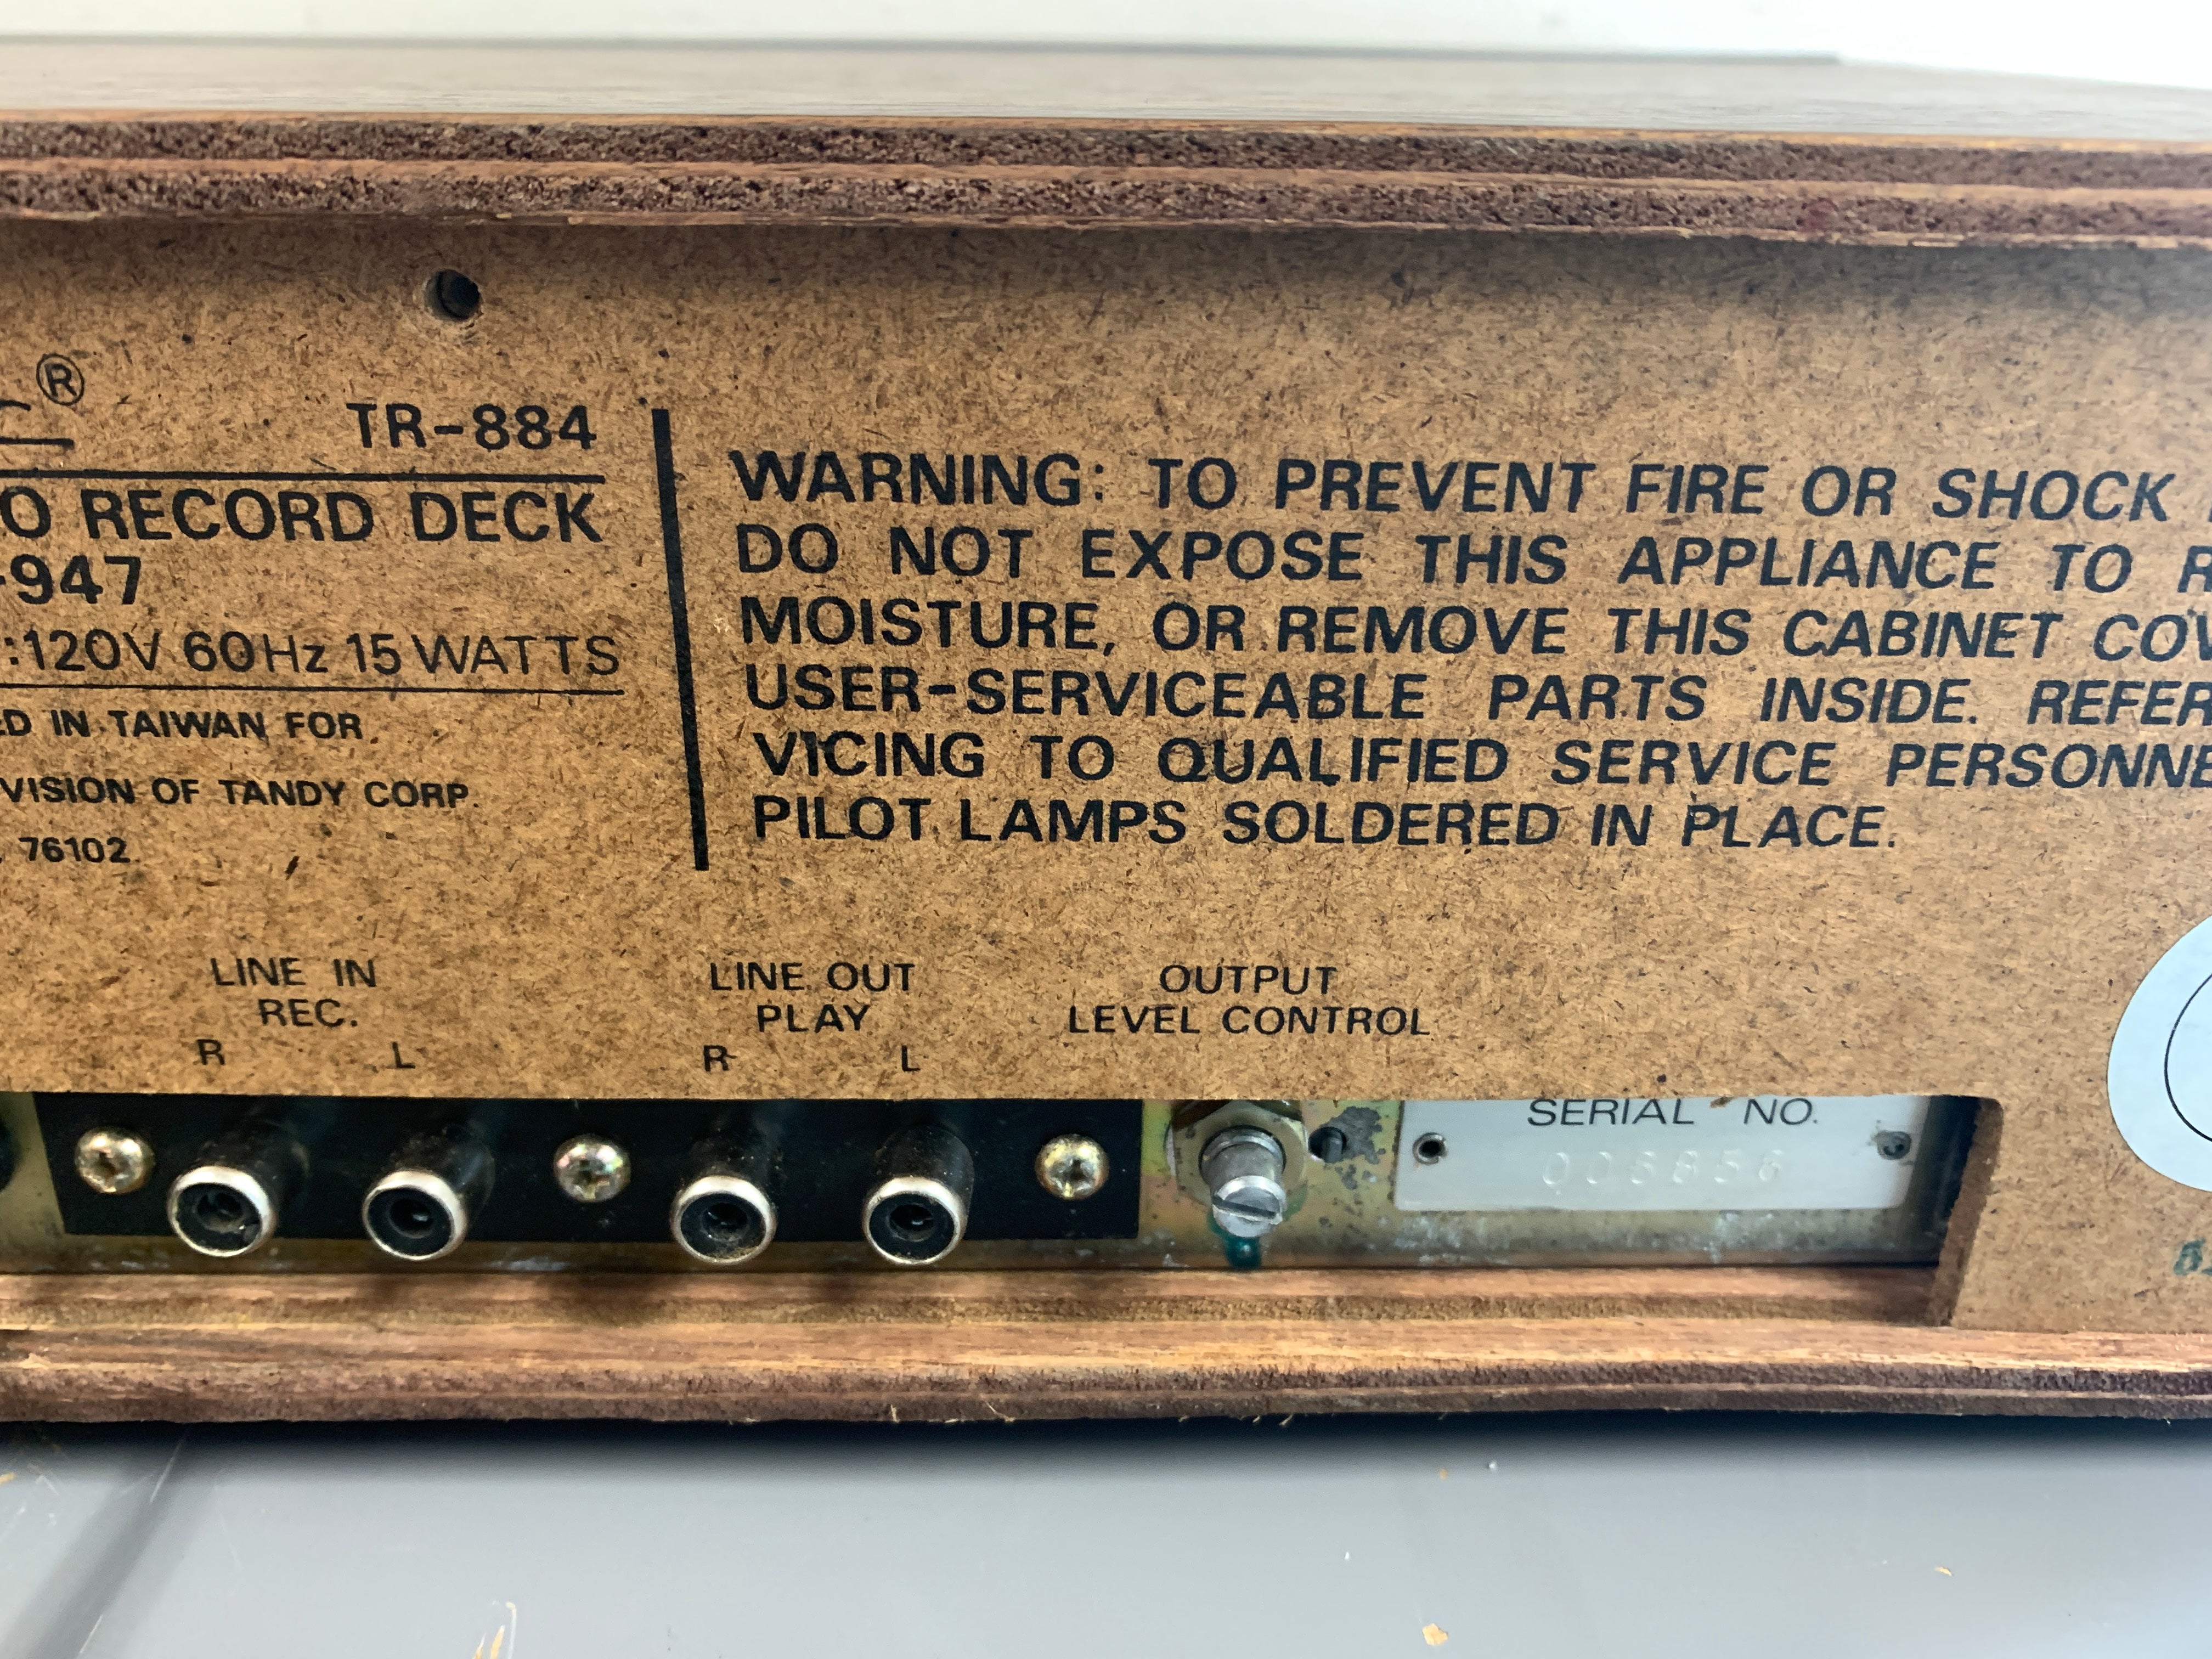 ®
TR-884
O RECORD DECK
-947
:120V 60Hz 15 WATTS
ED IN TAIWAN FOR
VISION OF TANDY CORP.
, 76102
WARNING: TO PREVENT FIRE OR SHOCK
DO NOT EXPOSE THIS APPLIANCE TO R
MOISTURE, OR REMOVE THIS CABINET COV
USER-SERVICEABLE PARTS INSIDE. REFER
VICING TO QUALIFIED SERVICE PERSONNE
PILOT LAMPS SOLDERED IN PLACE.
LINE IN
REC.
R L
LINE OUT
PLAY
R L
OUTPUT
LEVEL CONTROL
SERIAL NO.